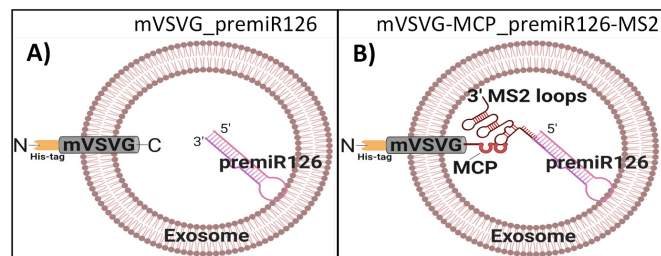 mVSVG_premiR126
A)
5'
3'
N
mVSVG
C
His-tag
premiR126
Exosome
mVSVG-MCP_premiR126-MS2
B)
3' MS2 loops
5'
N
mVSVG
His-tag
MCP
premiR126
Exosome